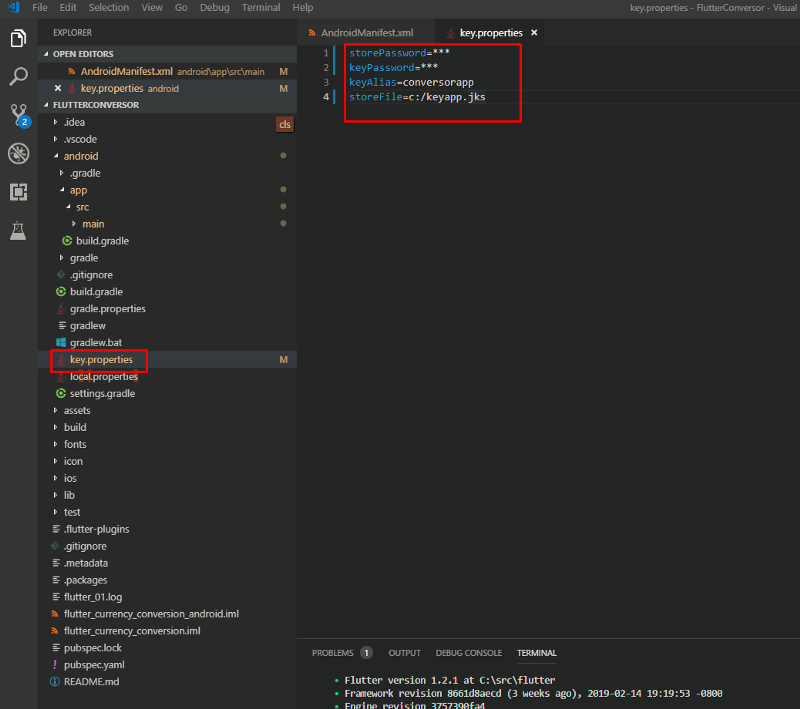 File Edit Selection View Go Debug Terminal Help key.properties - FlutterConversor - Visual
EXPLORER
AndroidManifest.xml key.properties ×
OPEN EDITORS
AndroidManifest.xml android\app\src\main M
× key.properties android M
FLUTTERCONVERSOR
.idea
cls
.vscode
android
.gradle
app
src
main
build.gradle
gradle
.gitignore
build.gradle
gradle.properties
gradlew
gradlew.bat
key.properties M
local.properties
settings.gradle
assets
build
fonts
icon
ios
lib
test
.flutter-plugins
.gitignore
.metadata
.packages
flutter_01.log
flutter_currency_conversion_android.iml
flutter_currency_conversion.iml
pubspec.lock
! pubspec.yaml
README.md
2
1 storePassword=***
2 keyPassword=***
3 keyAlias=conversorapp
4 storeFile=c:/keyapp.jks
PROBLEMS 1 OUTPUT DEBUG CONSOLE TERMINAL
• Flutter version 1.2.1 at C:\src\flutter
• Framework revision 8661d8aecd (3 weeks ago), 2019-02-14 19:19:53 -0800
• Engine revision 3757390fa4